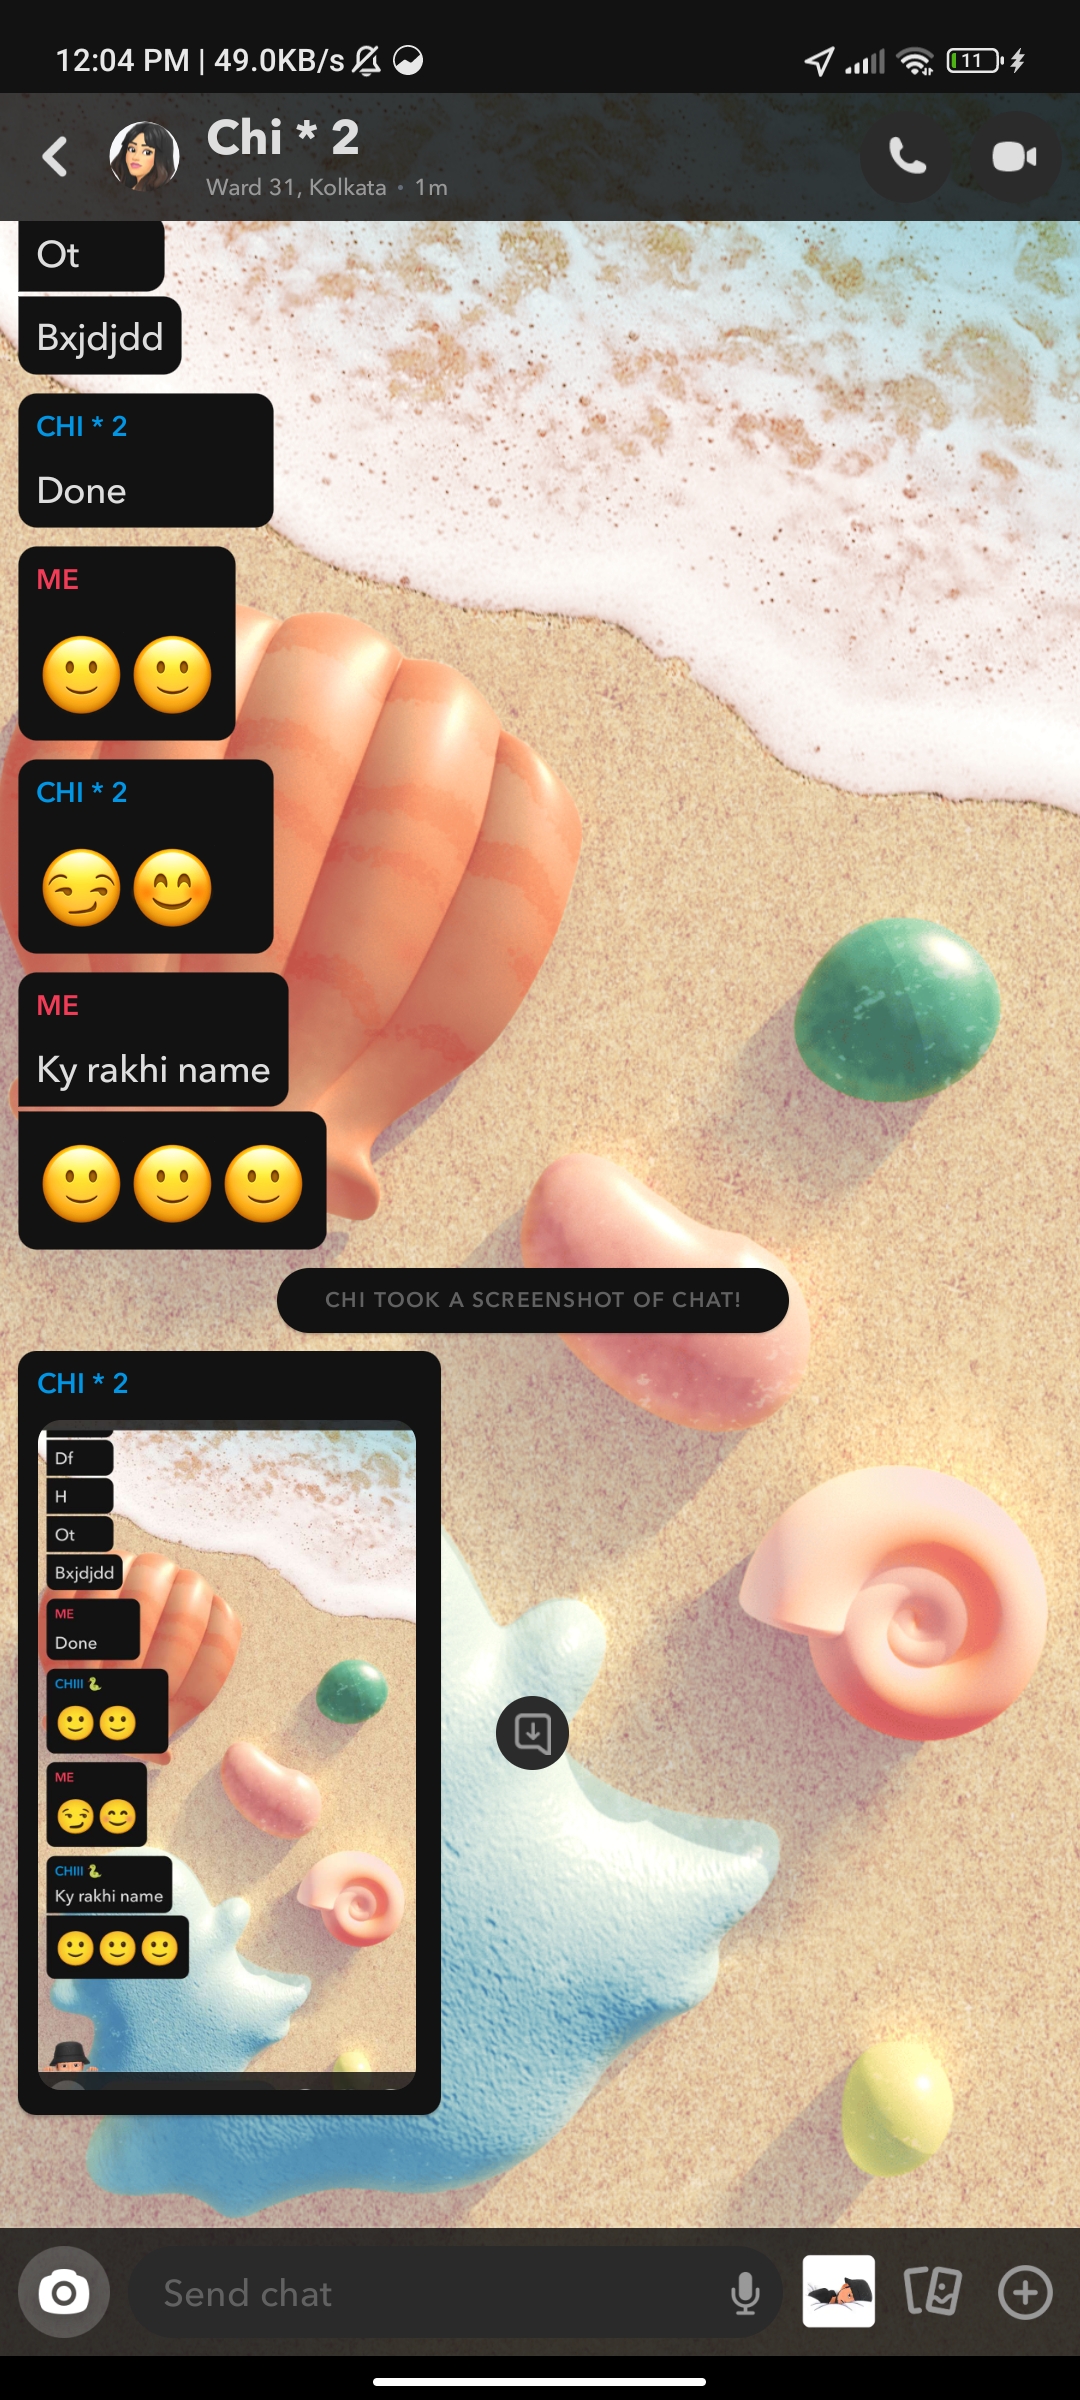 12:04 PM | 49.0KB/s
11
Chi * 2
Ward 31, Kolkata • 1m
Ot
Bxjdjdd
CHI * 2
Done
ME
🙂🙂
CHI * 2
😏😊
ME
Ky rakhi name
🙂🙂🙂
CHI TOOK A SCREENSHOT OF CHAT!
CHI * 2
Df
H
Ot
Bxjdjdd
ME
Done
CHIII 🐍
🙂🙂
ME
😏😊
CHIII 🐍
Ky rakhi name
🙂🙂🙂
Send chat